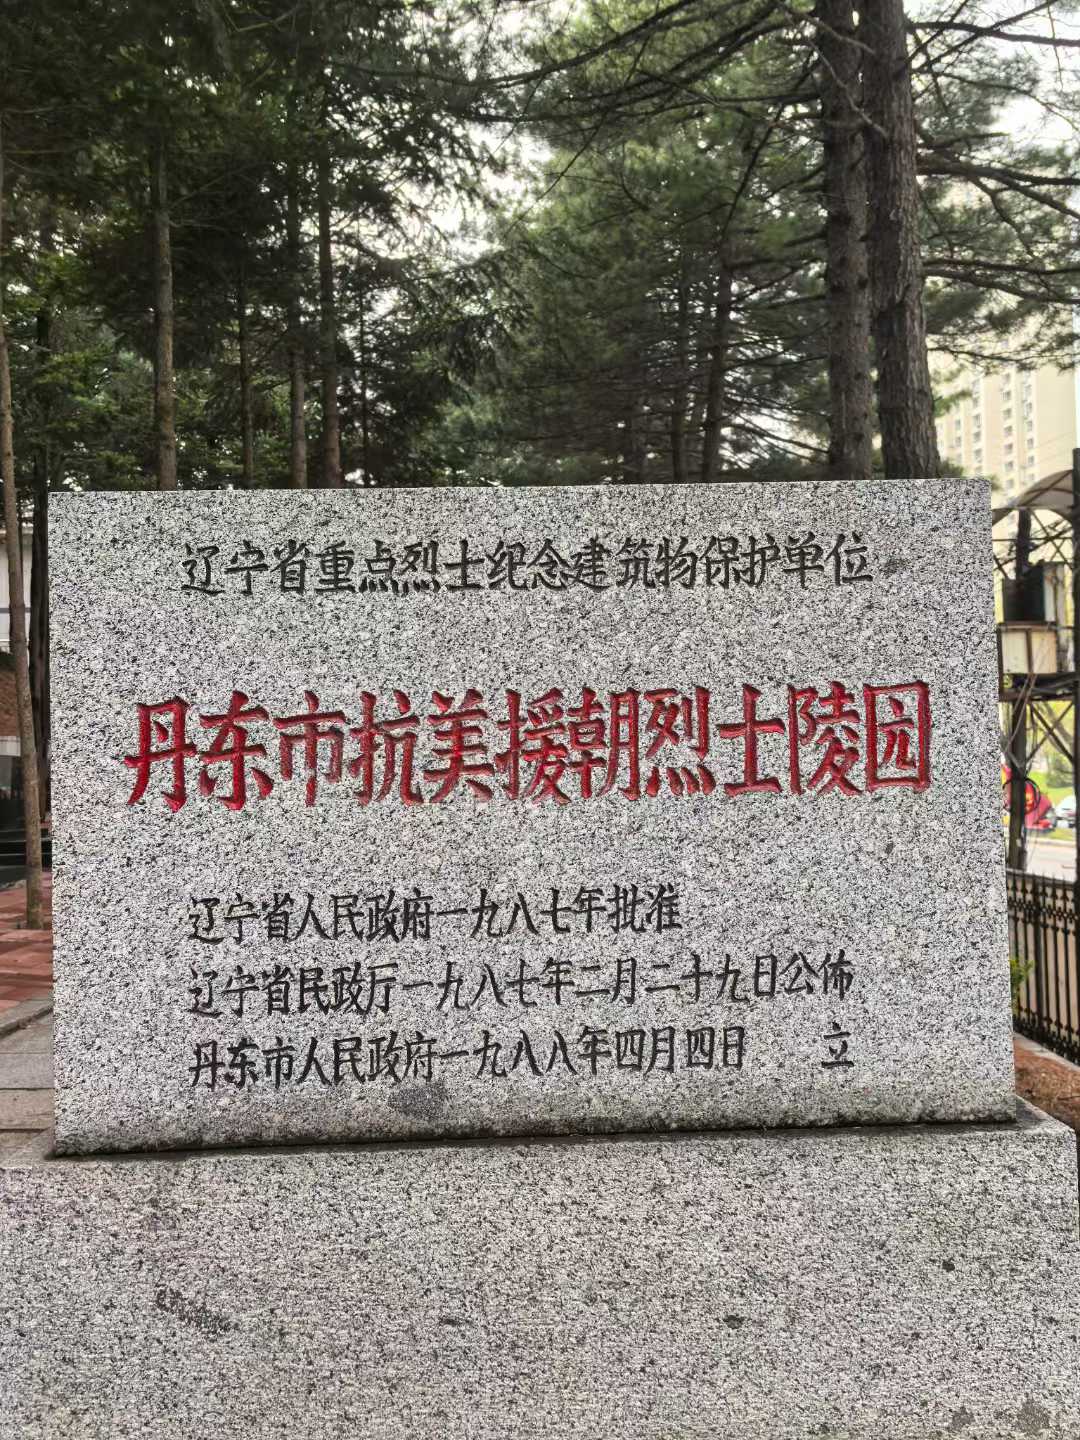 辽宁省重点烈士纪念建筑物保护单位
丹东市抗美援朝烈士陵园
辽宁省人民政府一九八七年批准
辽宁省民政厅一九八七年二月二十九日公佈
丹东市人民政府一九八八年四月四日 立